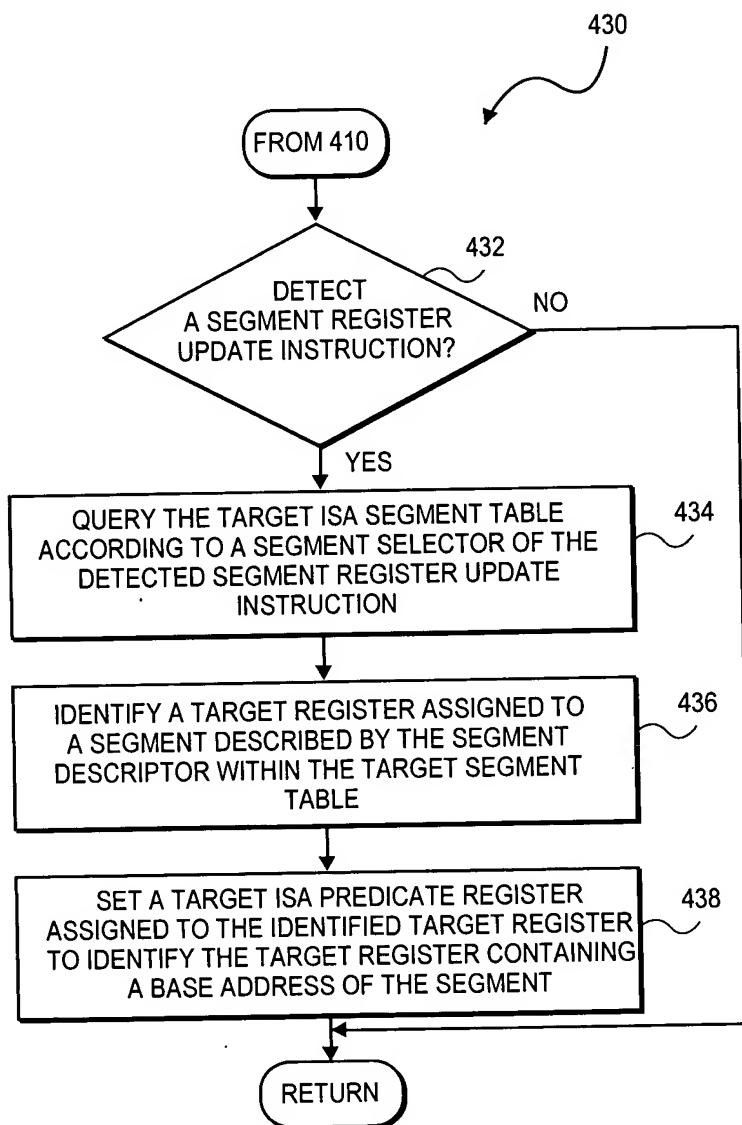 430
FROM 410
432
DETECT
A SEGMENT REGISTER
UPDATE INSTRUCTION?
NO
YES
QUERY THE TARGET ISA SEGMENT TABLE
ACCORDING TO A SEGMENT SELECTOR OF THE
DETECTED SEGMENT REGISTER UPDATE
INSTRUCTION
434
IDENTIFY A TARGET REGISTER ASSIGNED TO
A SEGMENT DESCRIBED BY THE SEGMENT
DESCRIPTOR WITHIN THE TARGET SEGMENT
TABLE
436
SET A TARGET ISA PREDICATE REGISTER
ASSIGNED TO THE IDENTIFIED TARGET REGISTER
TO IDENTIFY THE TARGET REGISTER CONTAINING
A BASE ADDRESS OF THE SEGMENT
438
RETURN